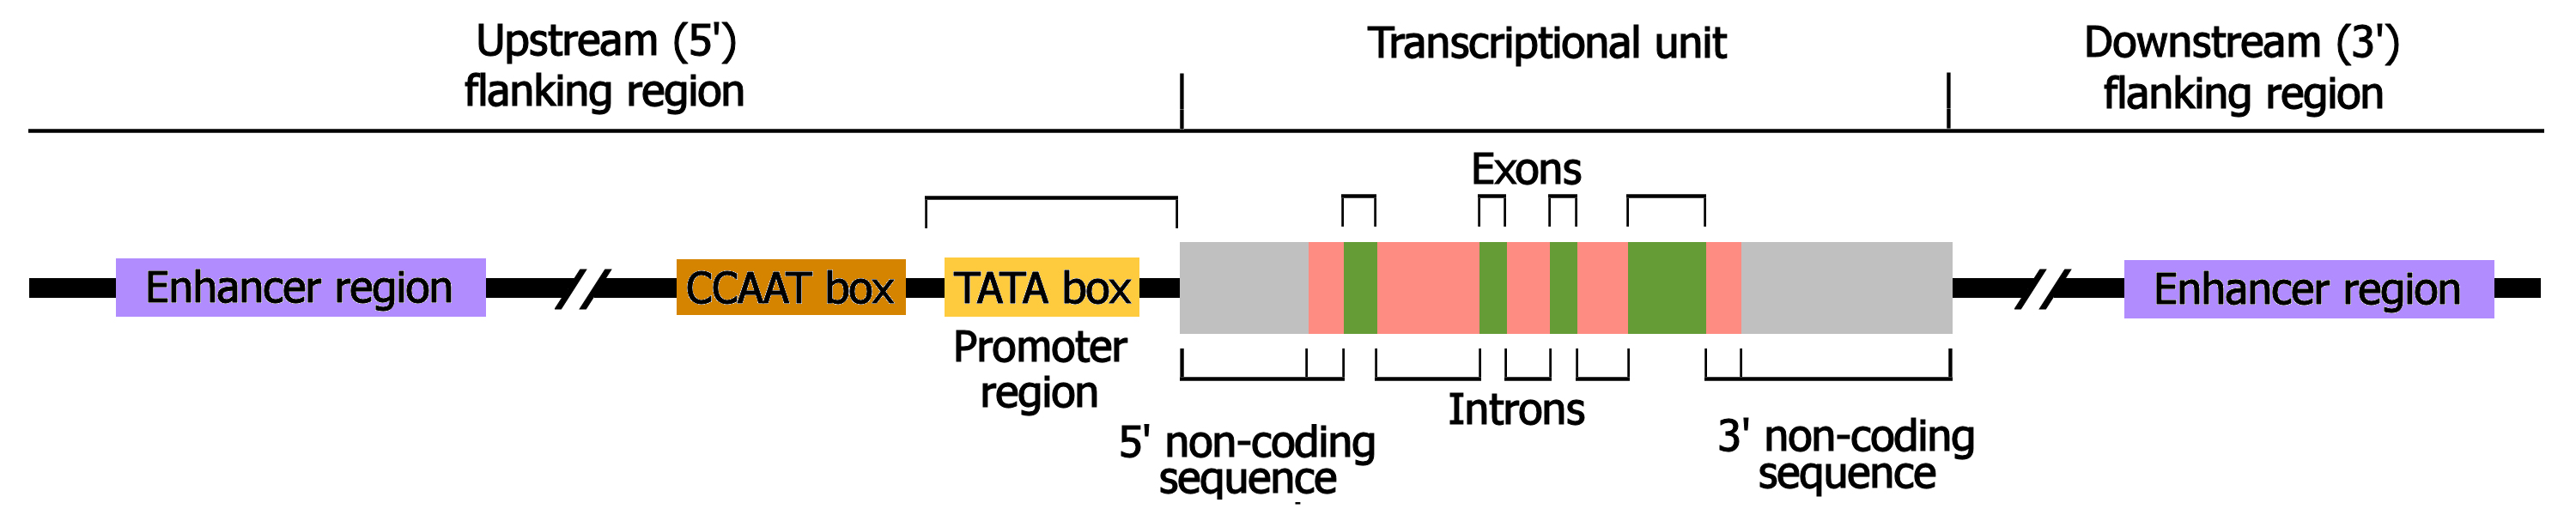 Upstream (5')
flanking region
Transcriptional unit
Downstream (3')
flanking region
Exons
Enhancer region
CCAAT box
TATA box
Enhancer region
Promoter
region
Introns
5' non-coding
sequence
3' non-coding
sequence